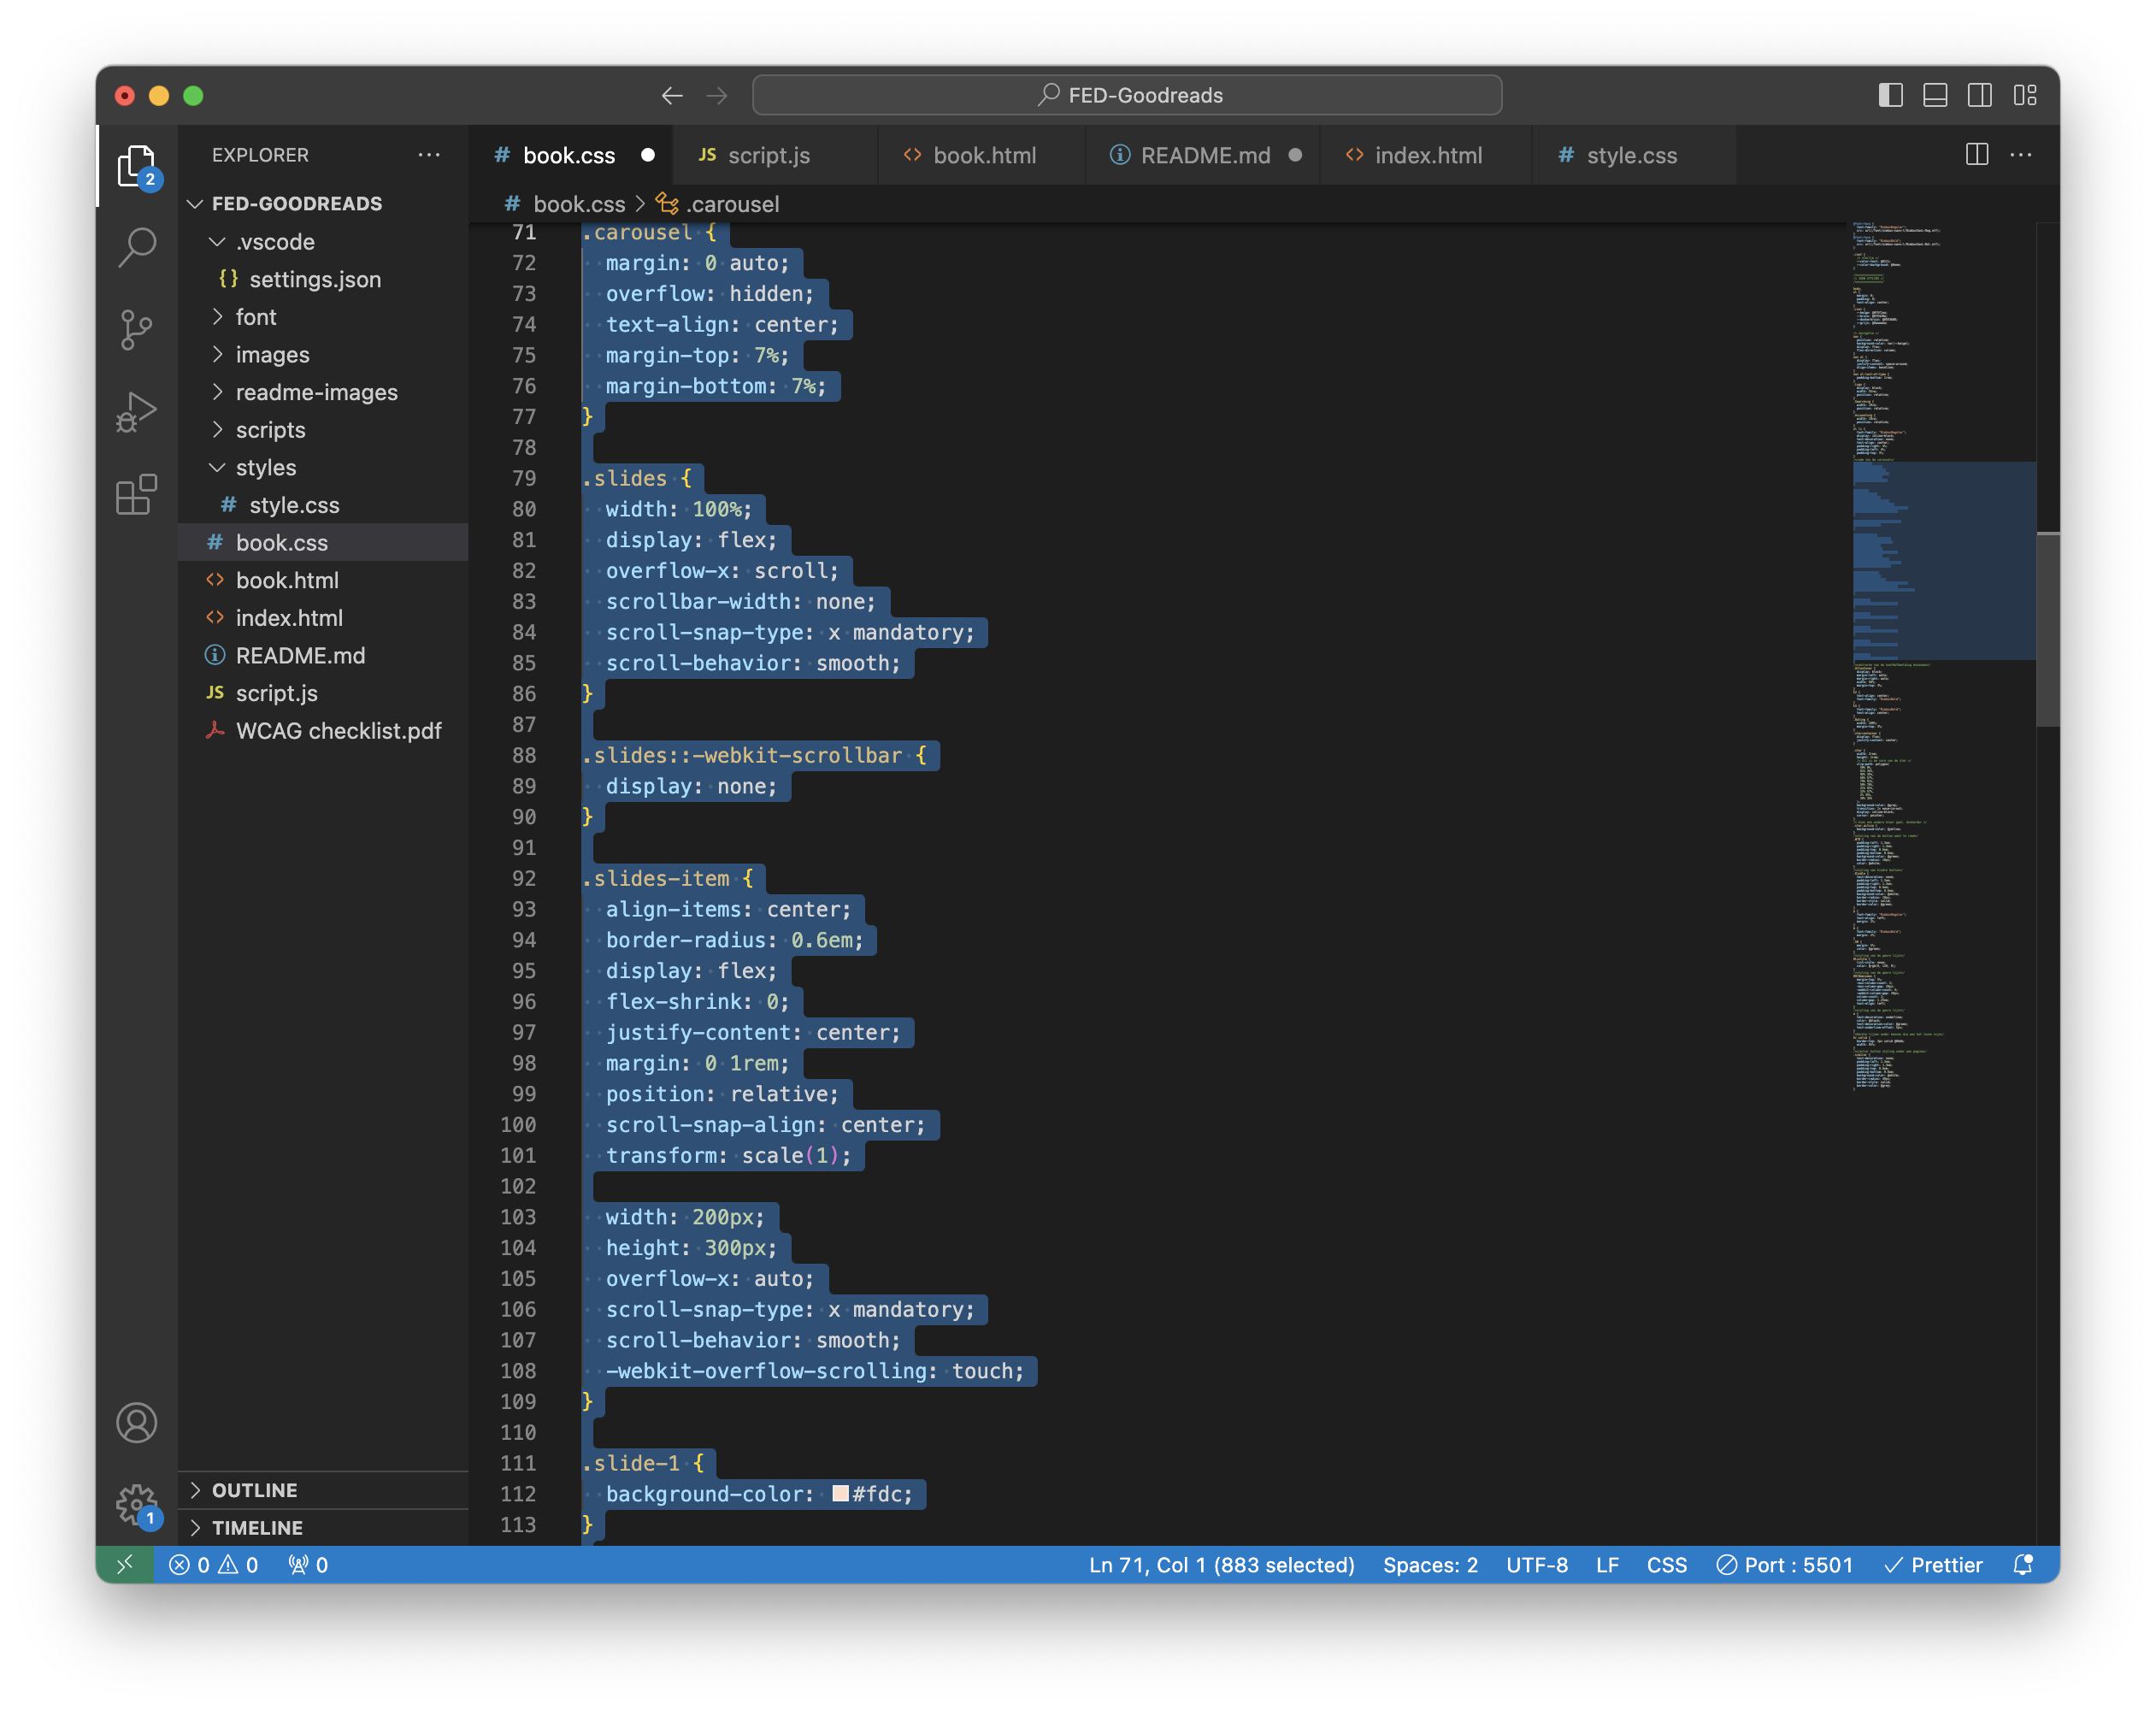 FED-Goodreads
2
EXPLORER
FED-GOODREADS
.vscode
{} settings.json
font
images
readme-images
scripts
styles
# style.css
# book.css
<> book.html
<> index.html
README.md
JS script.js
WCAG checklist.pdf
OUTLINE
TIMELINE
1
# book.css
JS script.js
<> book.html
README.md
<> index.html
# style.css
# book.css > .carousel
71 .carousel {
72 margin: 0 auto;
73 overflow: hidden;
74 text-align: center;
75 margin-top: 7%;
76 margin-bottom: 7%;
77 }
78
79 .slides {
80 width: 100%;
81 display: flex;
82 overflow-x: scroll;
83 scrollbar-width: none;
84 scroll-snap-type: x mandatory;
85 scroll-behavior: smooth;
86 }
87
88 .slides::-webkit-scrollbar {
89 display: none;
90 }
91
92 .slides-item {
93 align-items: center;
94 border-radius: 0.6em;
95 display: flex;
96 flex-shrink: 0;
97 justify-content: center;
98 margin: 0 1rem;
99 position: relative;
100 scroll-snap-align: center;
101 transform: scale(1);
102
103 width: 200px;
104 height: 300px;
105 overflow-x: auto;
106 scroll-snap-type: x mandatory;
107 scroll-behavior: smooth;
108 -webkit-overflow-scrolling: touch;
109 }
110
111 .slide-1 {
112 background-color: #fdc;
113 }
0 0 0 Ln 71, Col 1 (883 selected) Spaces: 2 UTF-8 LF CSS Port : 5501 Prettier